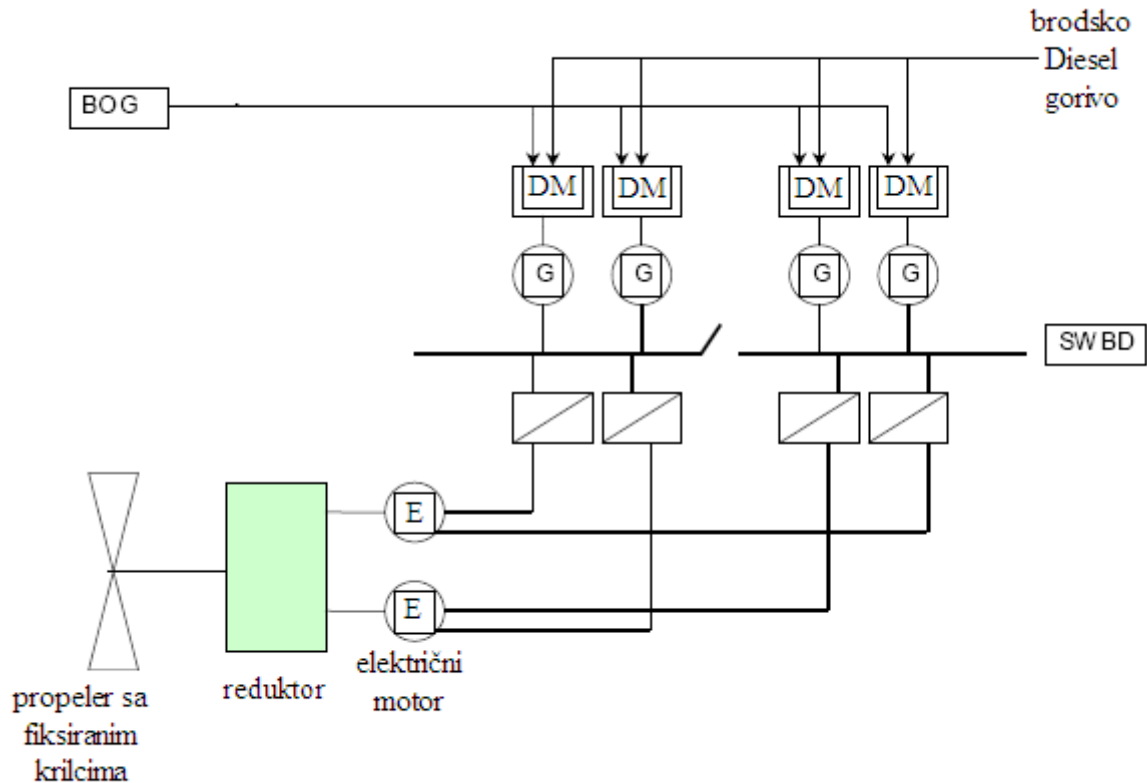 brodsko
Diesel
gorivo
BOG
DM DM DM DM
G G G G
SWBD
E
E
električni
motor
reduktor
propeler sa
fiksiranim
krilcima